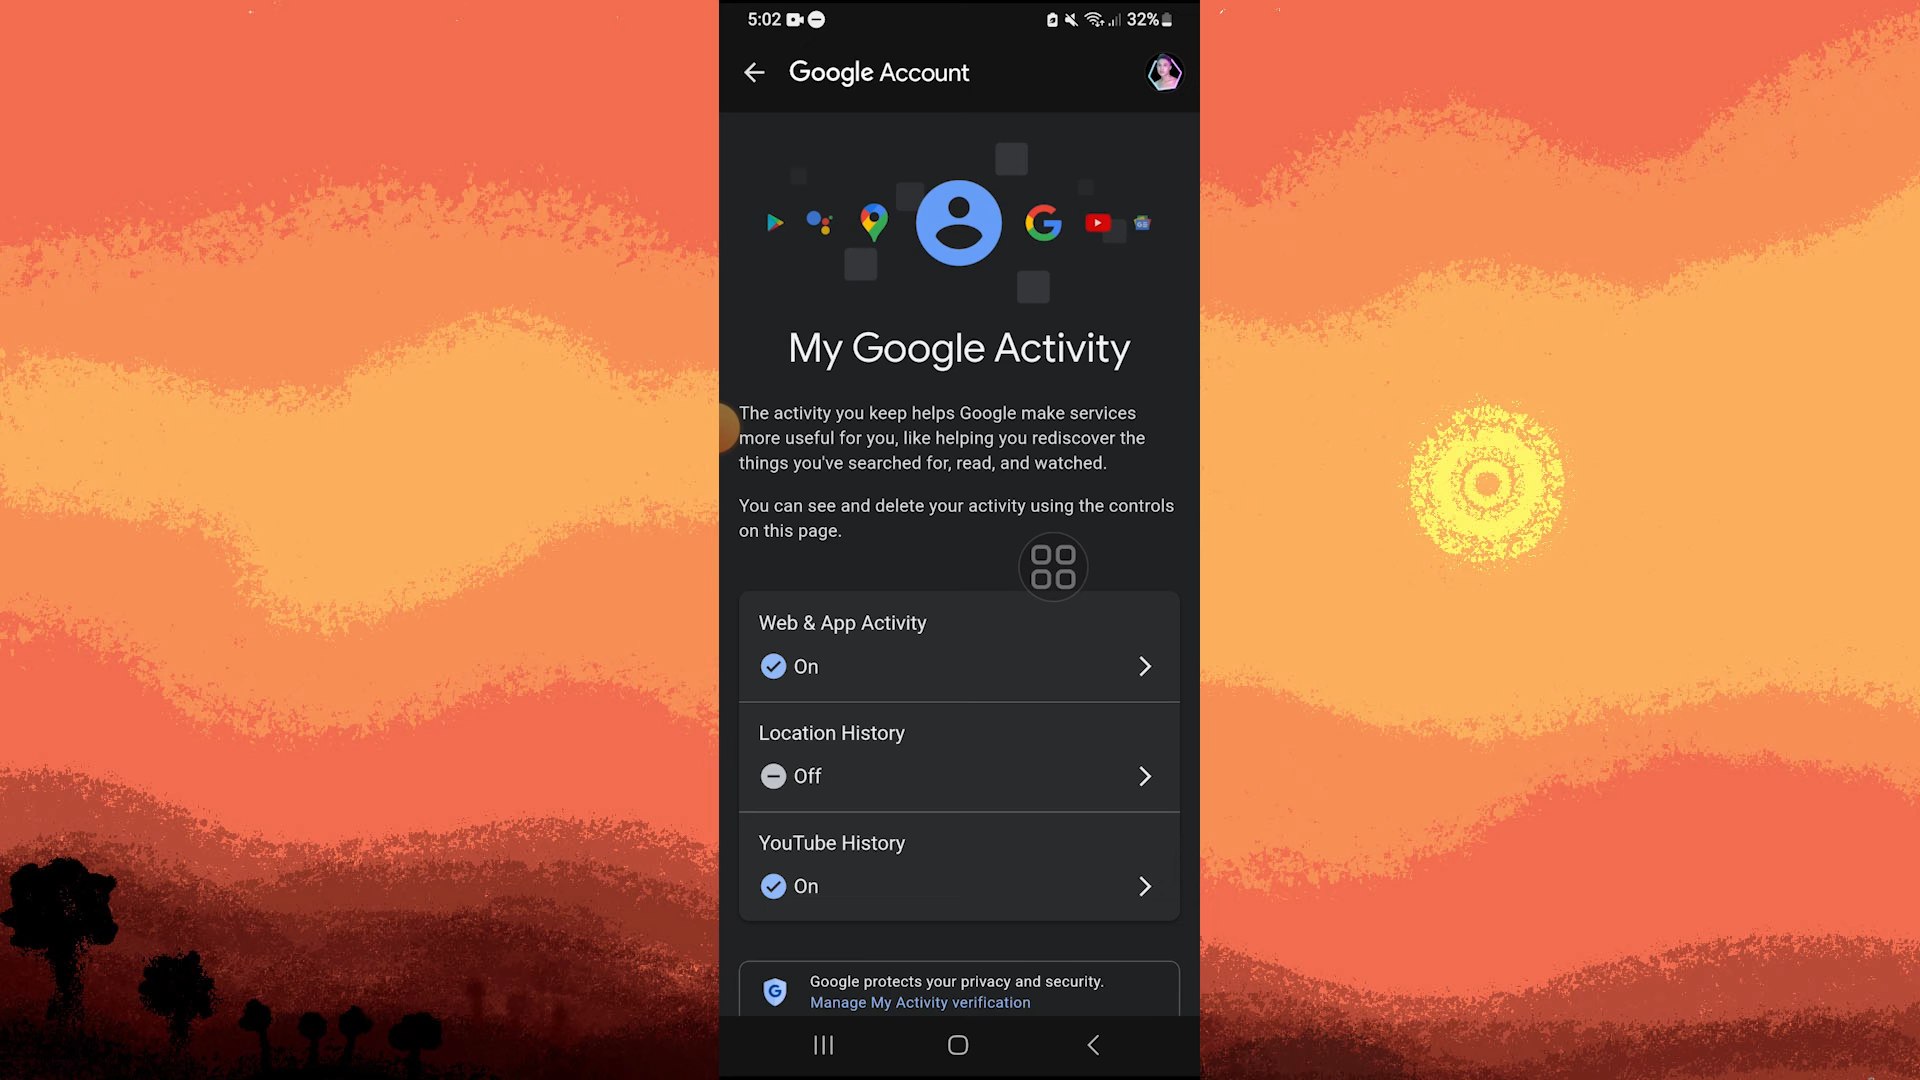 5:02 32%
Google Account
My Google Activity
The activity you keep helps Google make services
more useful for you, like helping you rediscover the
things you've searched for, read, and watched.
You can see and delete your activity using the controls
on this page.
Web & App Activity
On
Location History
Off
YouTube History
On
Google protects your privacy and security.
Manage My Activity verification